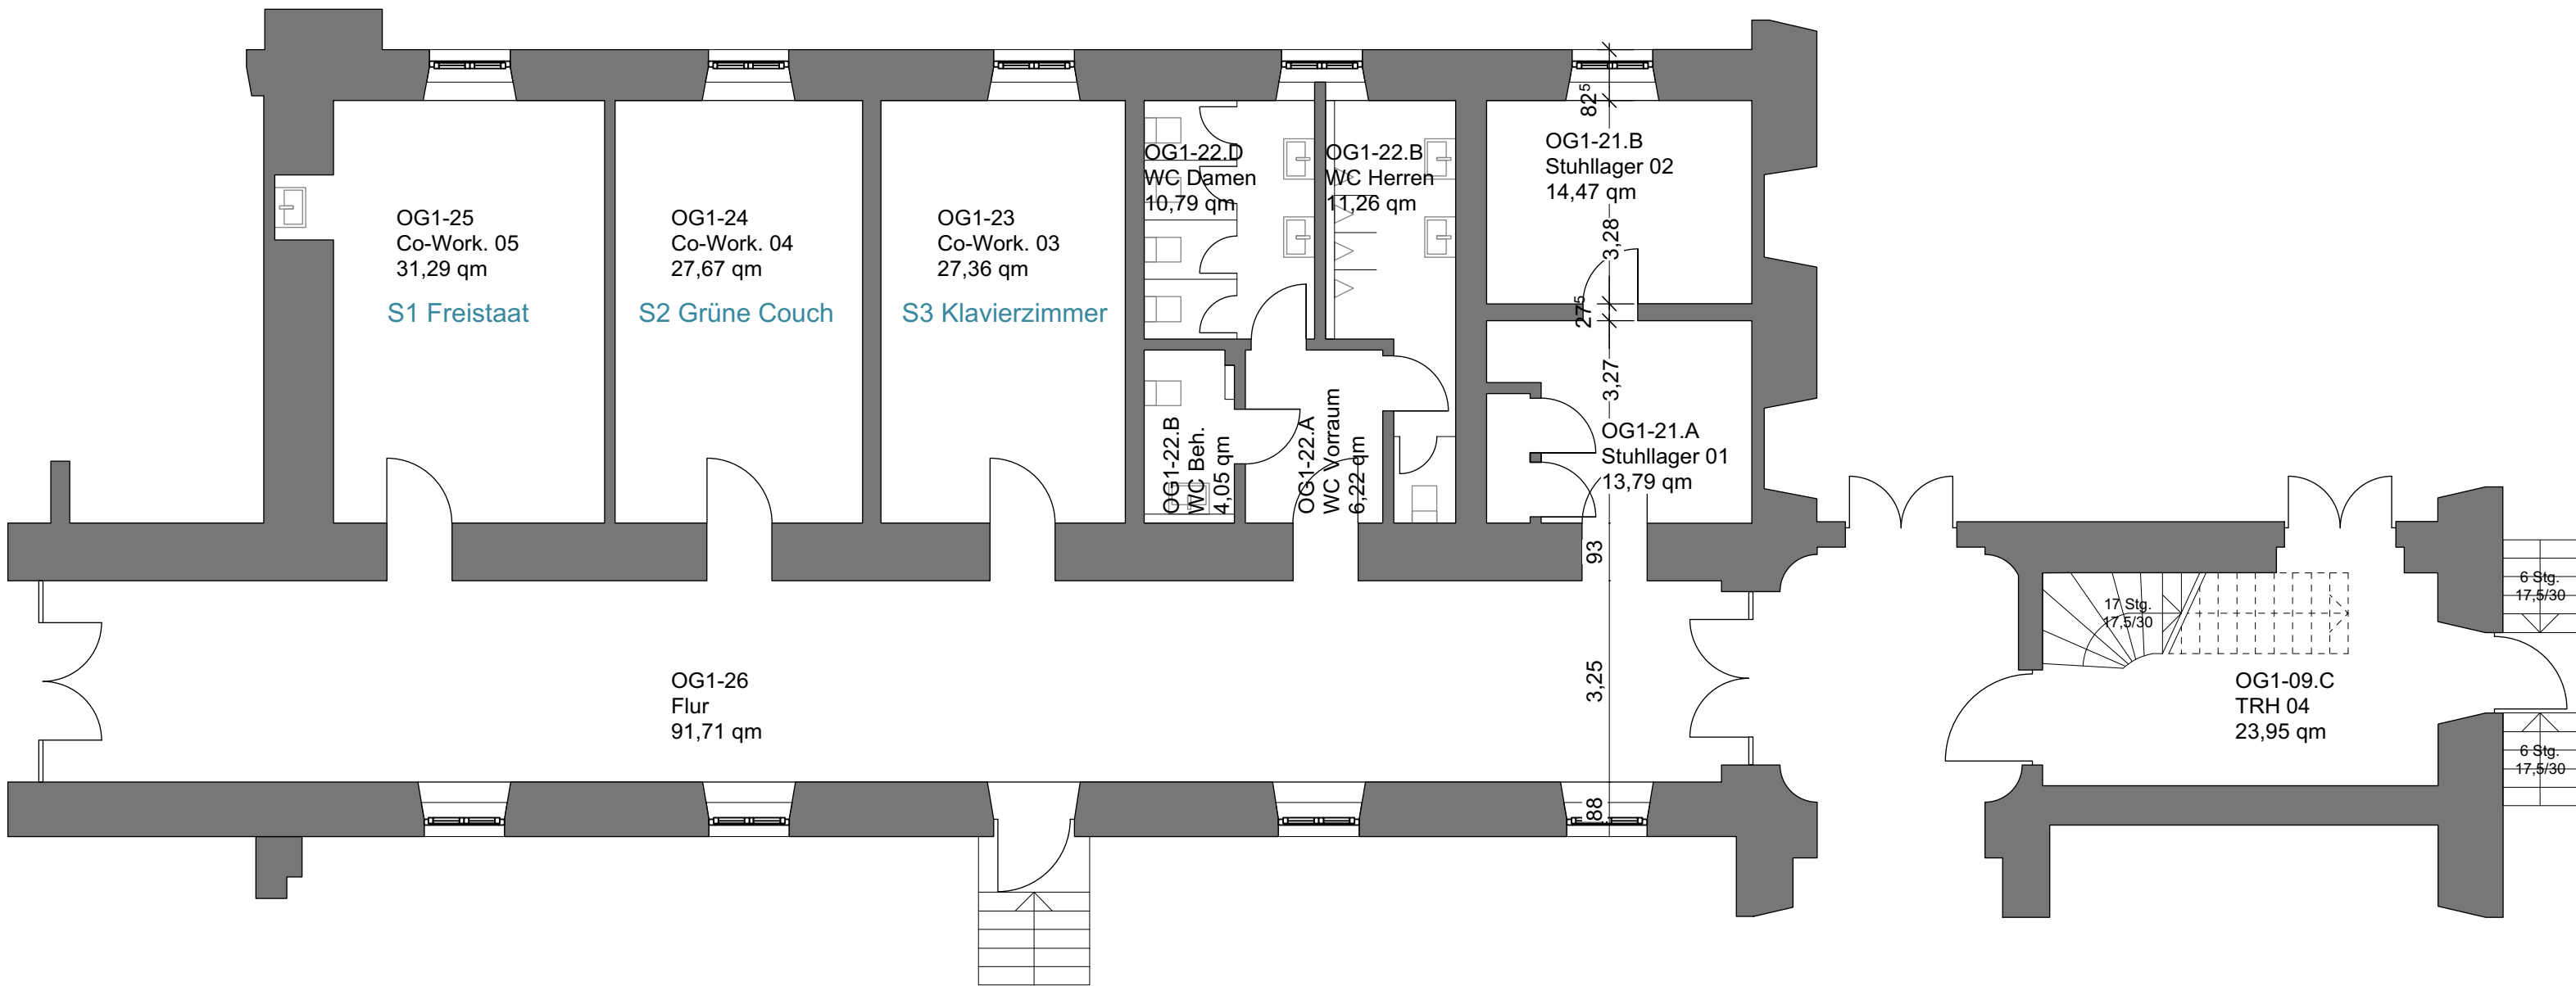 OG1-25
Co-Work. 05
31,29 qm
S1 Freistaat
OG1-24
Co-Work. 04
27,67 qm
S2 Grüne Couch
OG1-23
Co-Work. 03
27,36 qm
S3 Klavierzimmer
OG1-22.D
WC Damen
10,79 qm
OG1-22.B
WC Herren
11,26 qm
OG1-21.B
Stuhllager 02
14,47 qm
82⁵
3,28
27⁵
3,27
OG1-22.B
WC Beh.
4,05 qm
OG1-22.A
WC Vorraum
6,22 qm
OG1-21.A
Stuhllager 01
13,79 qm
93
3,25
88
OG1-26
Flur
91,71 qm
17 Stg.
17,5/30
OG1-09.C
TRH 04
23,95 qm
6 Stg.
17,5/30
6 Stg.
17,5/30